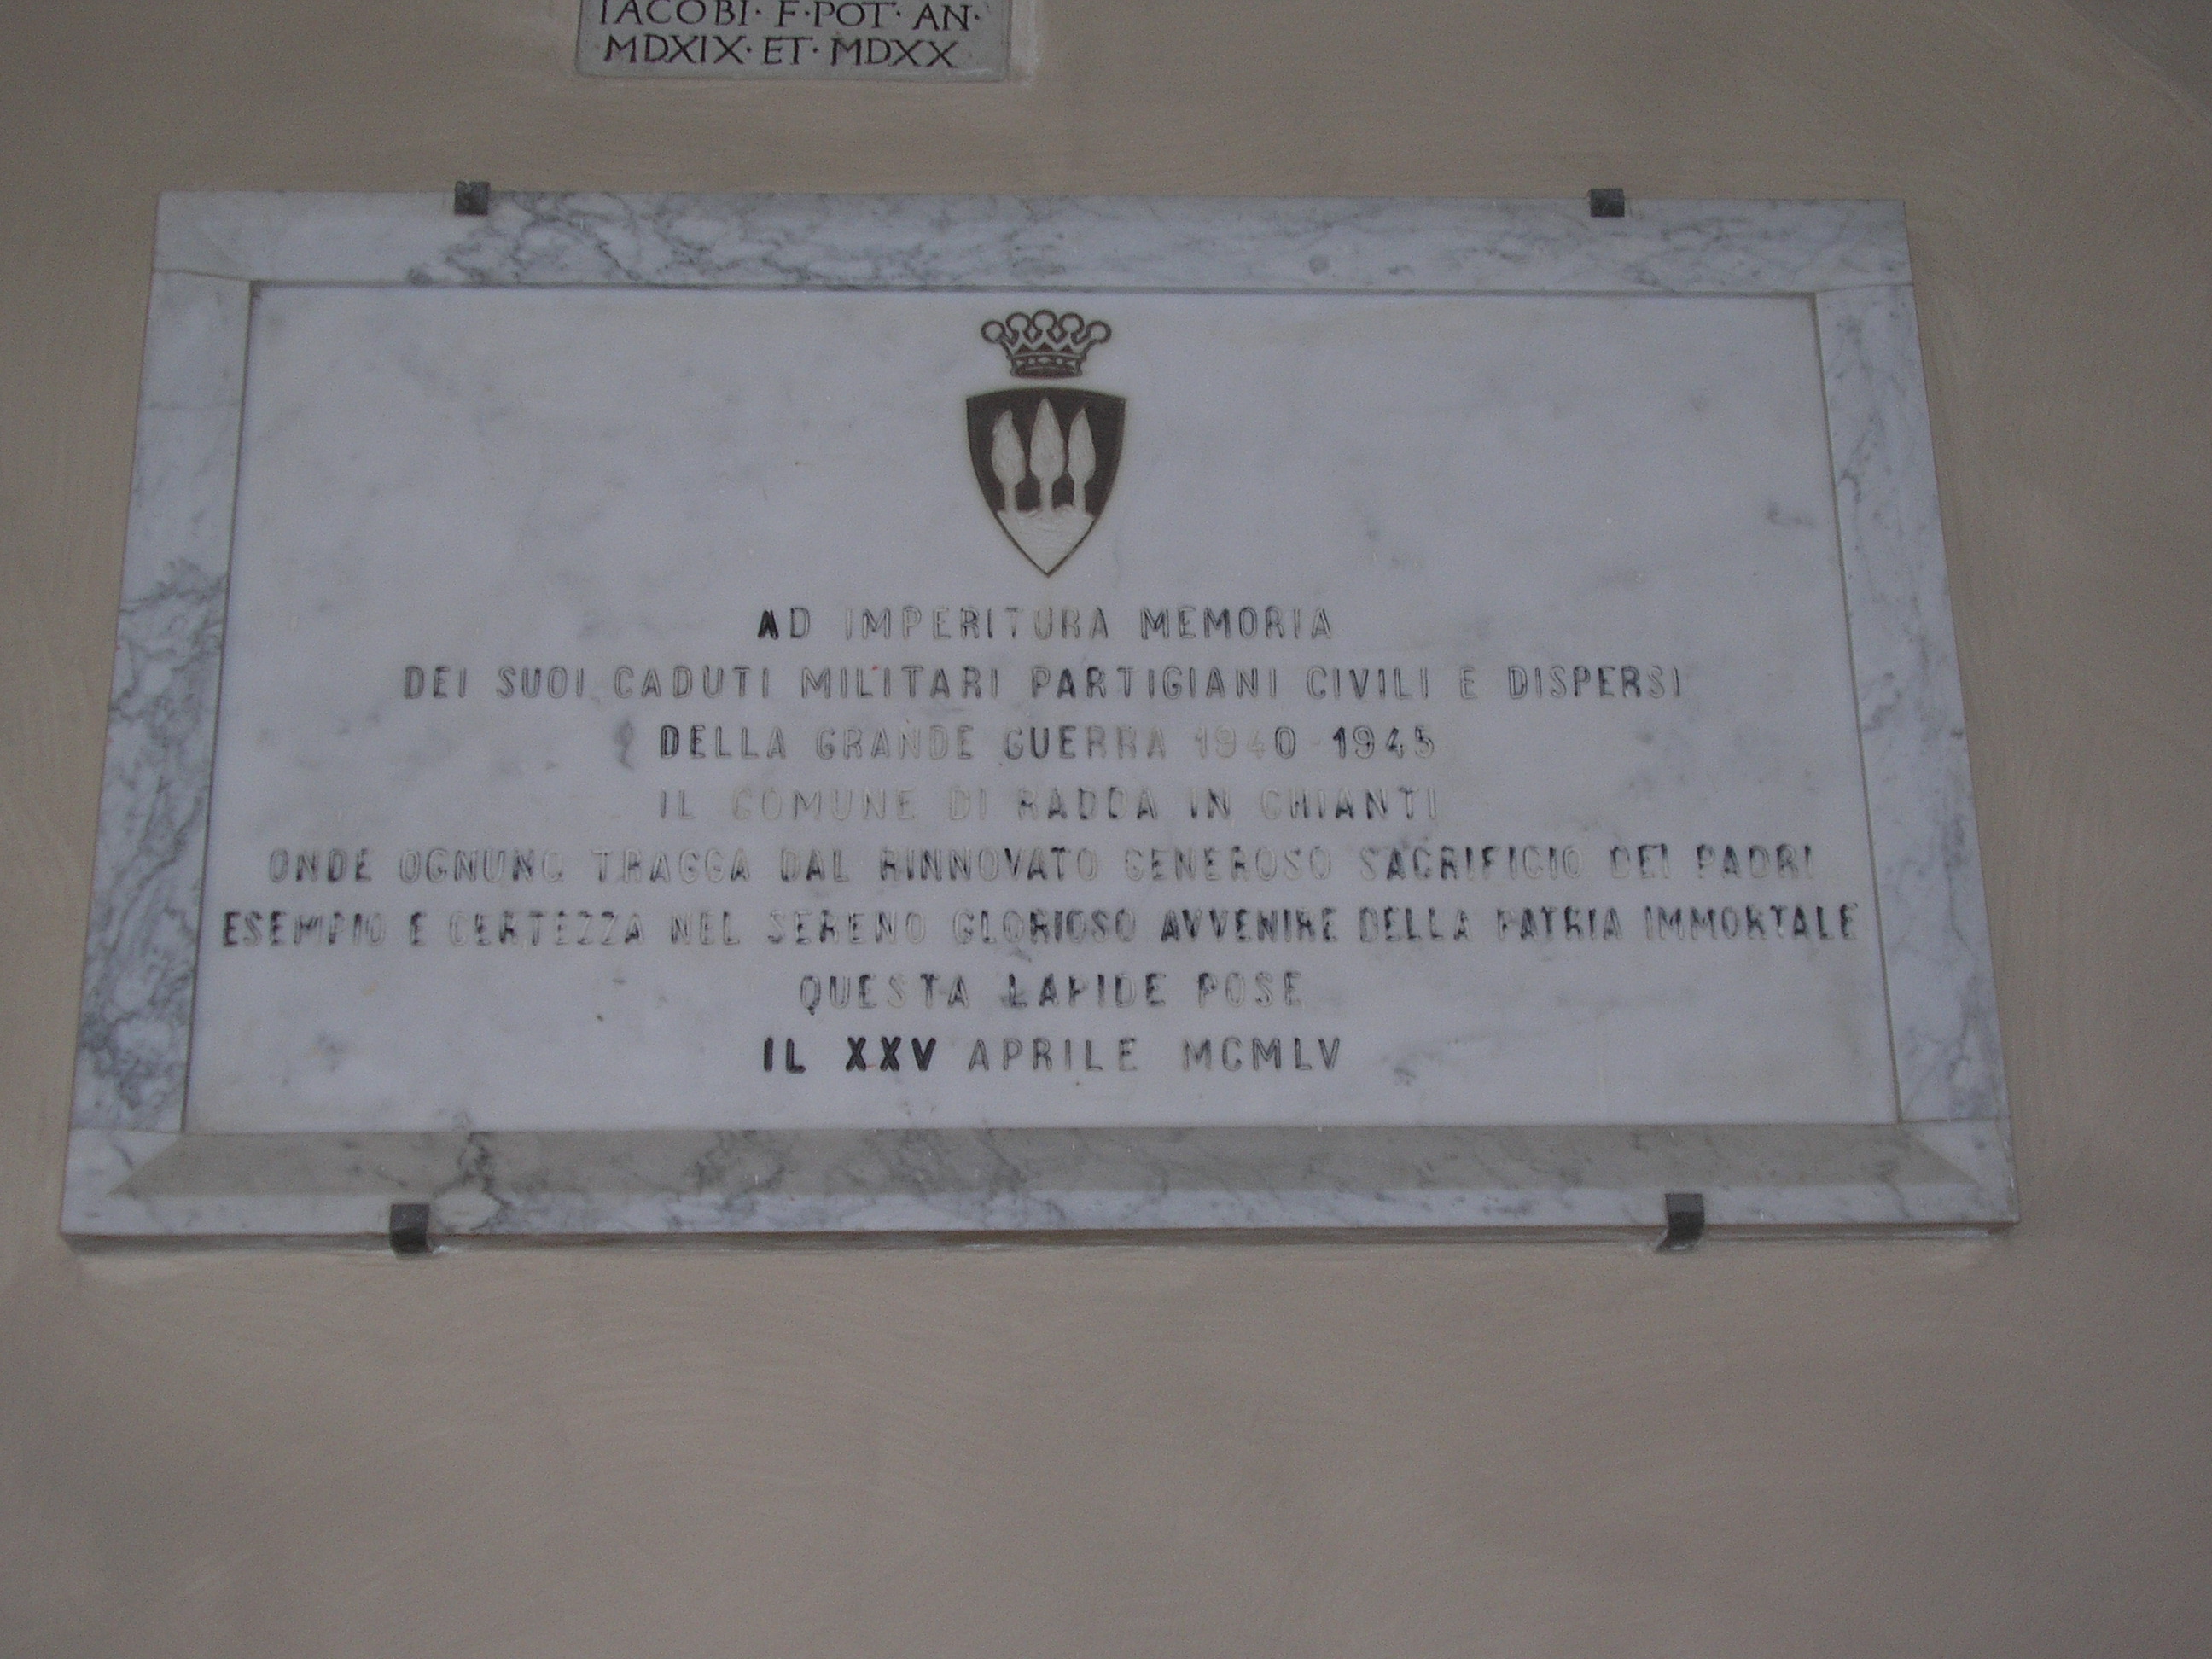 IACOBI· F·POT· AN·
MDXIX· ET· MDXX
AD IMPERITURA MEMORIA
DEI SUOI CADUTI MILITARI PARTIGIANI CIVILI E DISPERSI
DELLA GRANDE GUERRA 1940-1945
IL COMUNE DI RADDA IN CHIANTI
ONDE OGNUNO TRAGGA DAL RINNOVATO GENEROSO SACRIFICIO DEI PADRI
ESEMPIO E CERTEZZA NEL SERENO GLORIOSO AVVENIRE DELLA PATRIA IMMORTALE
QUESTA LAPIDE POSE
IL XXV APRILE MCMLV